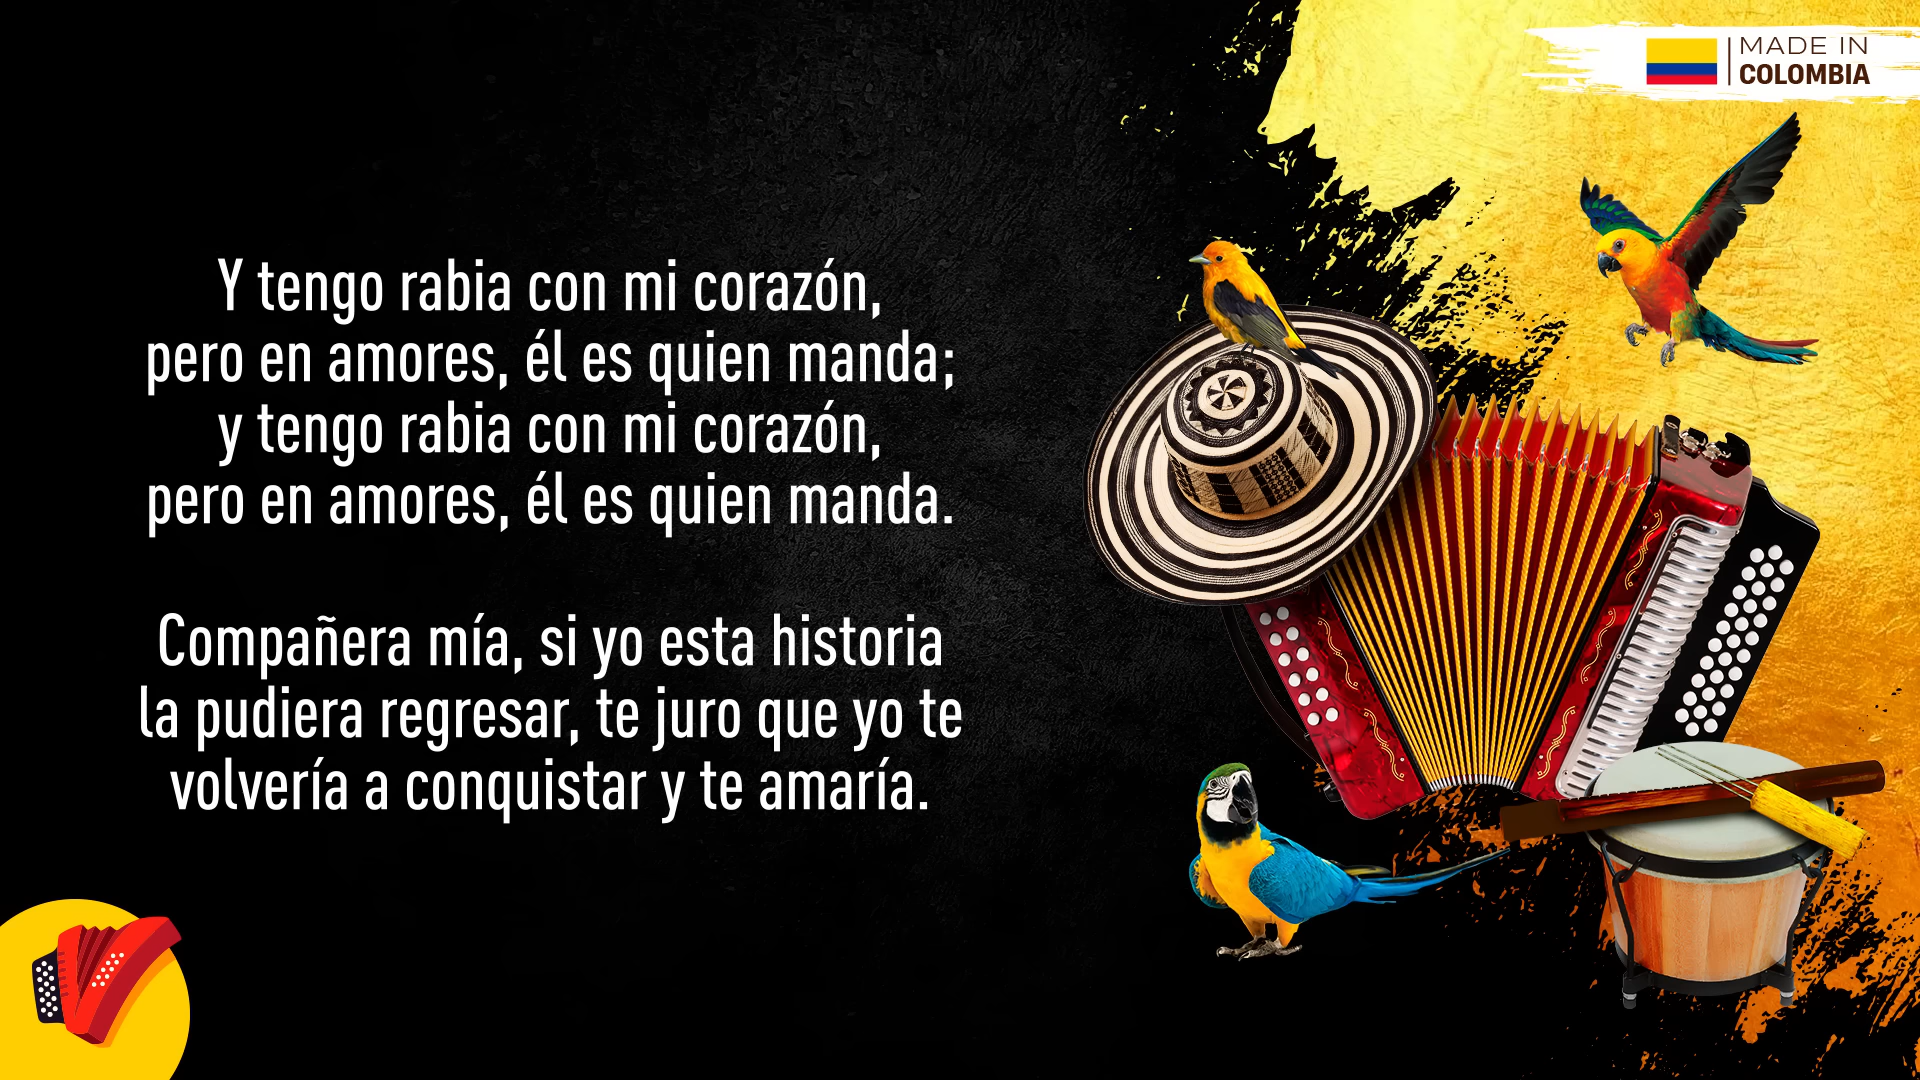 MADE IN
COLOMBIA
Y tengo rabia con mi corazón,
pero en amores, él es quien manda;
y tengo rabia con mi corazón,
pero en amores, él es quien manda.
Compañera mía, si yo esta historia
la pudiera regresar, te juro que yo te
volvería a conquistar y te amaría.